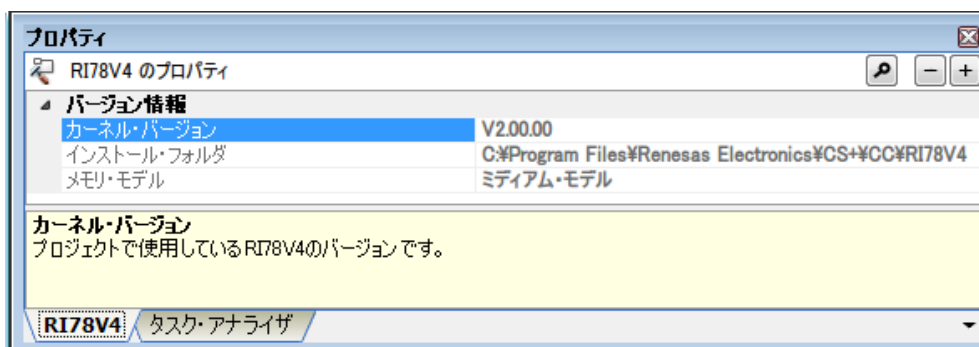 プロパティ
RI78V4 のプロパティ
バージョン情報
カーネル・バージョン V2.00.00
インストール・フォルダ C:¥Program Files¥Renesas Electronics¥CS+¥CC¥RI78V4
メモリ・モデル ミディアム・モデル
カーネル・バージョン
プロジェクトで使用しているRI78V4のバージョンです。
RI78V4 タスク・アナライザ